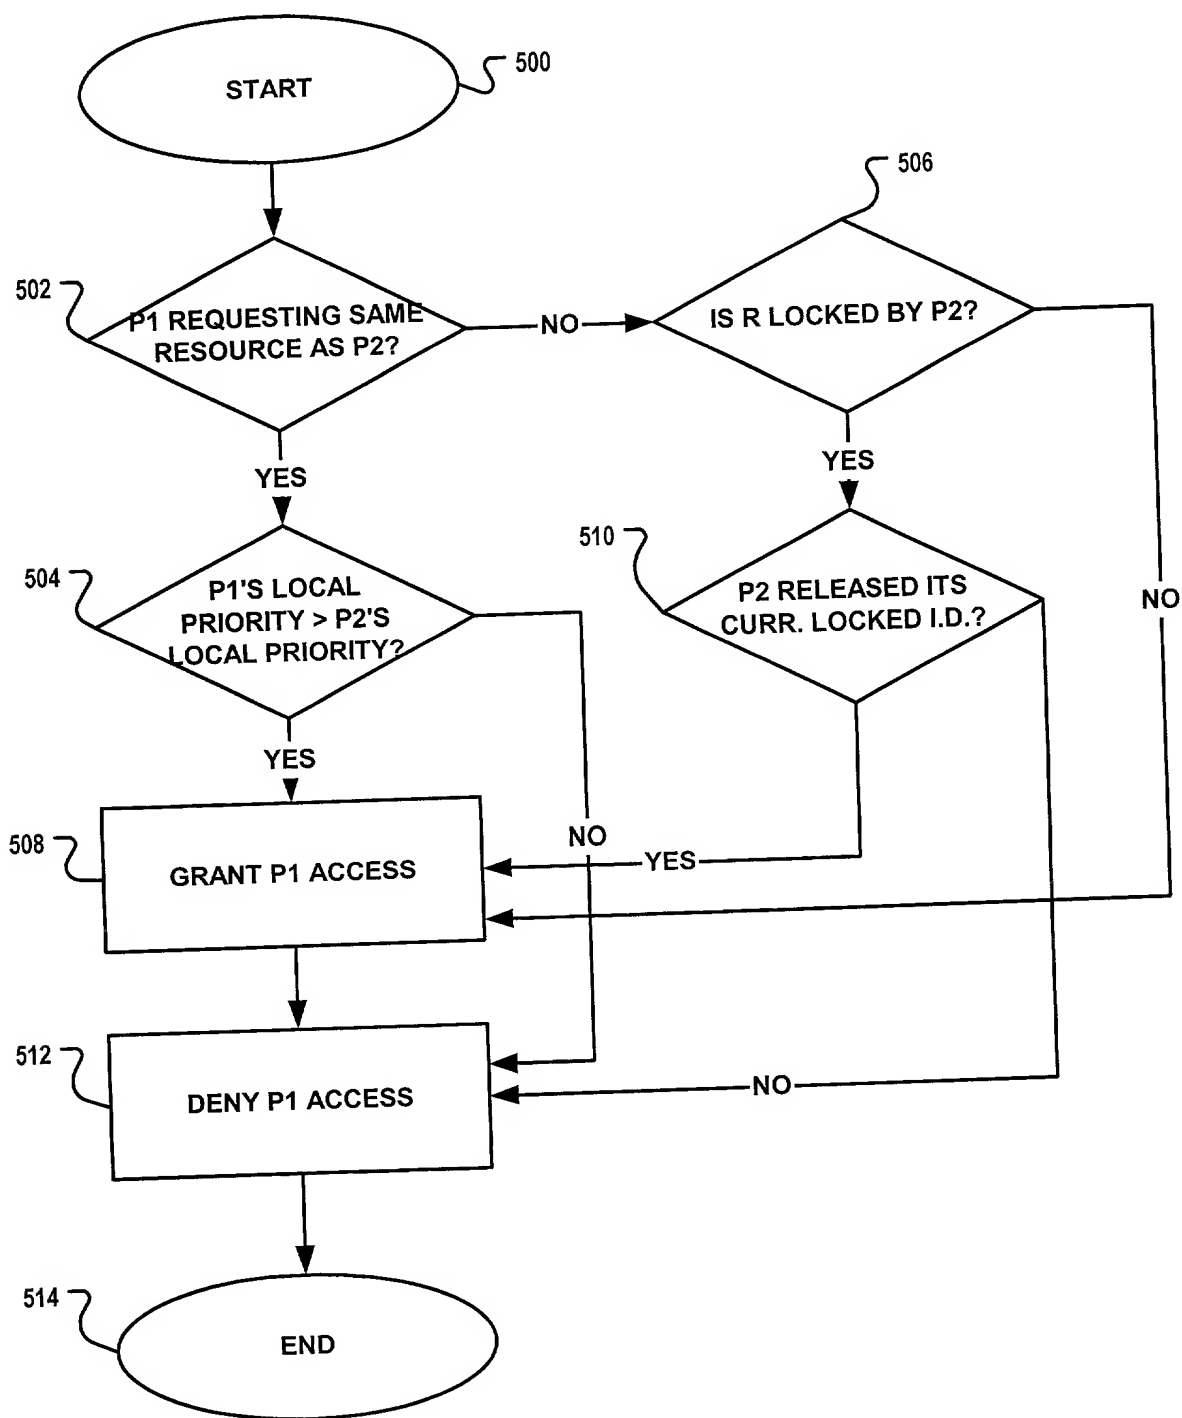 START
500
506
502
P1 REQUESTING SAME
RESOURCE AS P2?
NO
IS R LOCKED BY P2?
YES
YES
510
504
P1'S LOCAL
PRIORITY > P2'S
LOCAL PRIORITY?
P2 RELEASED ITS
CURR. LOCKED I.D.?
NO
YES
NO
508
GRANT P1 ACCESS
YES
512
DENY P1 ACCESS
NO
514
END